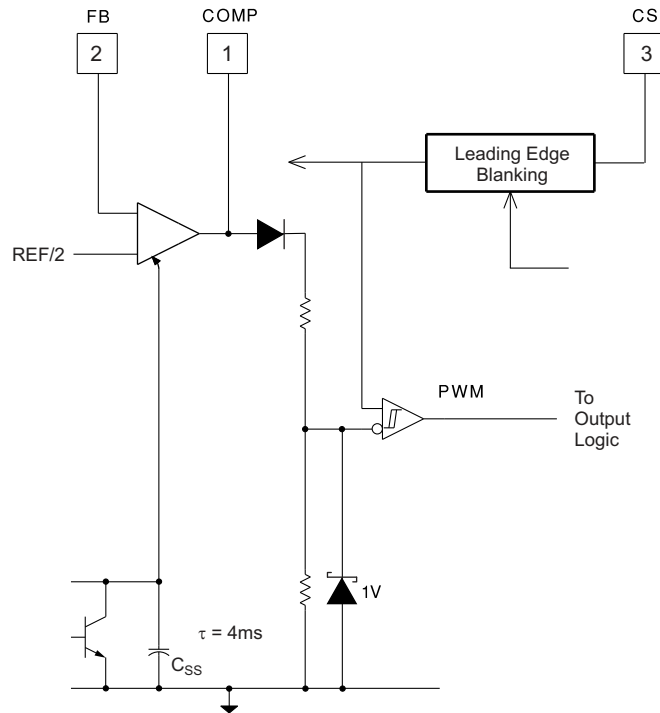 FB
COMP
CS
2
1
3
Leading Edge
Blanking
REF/2
PWM
To
Output
Logic
1V
τ = 4ms
CSS